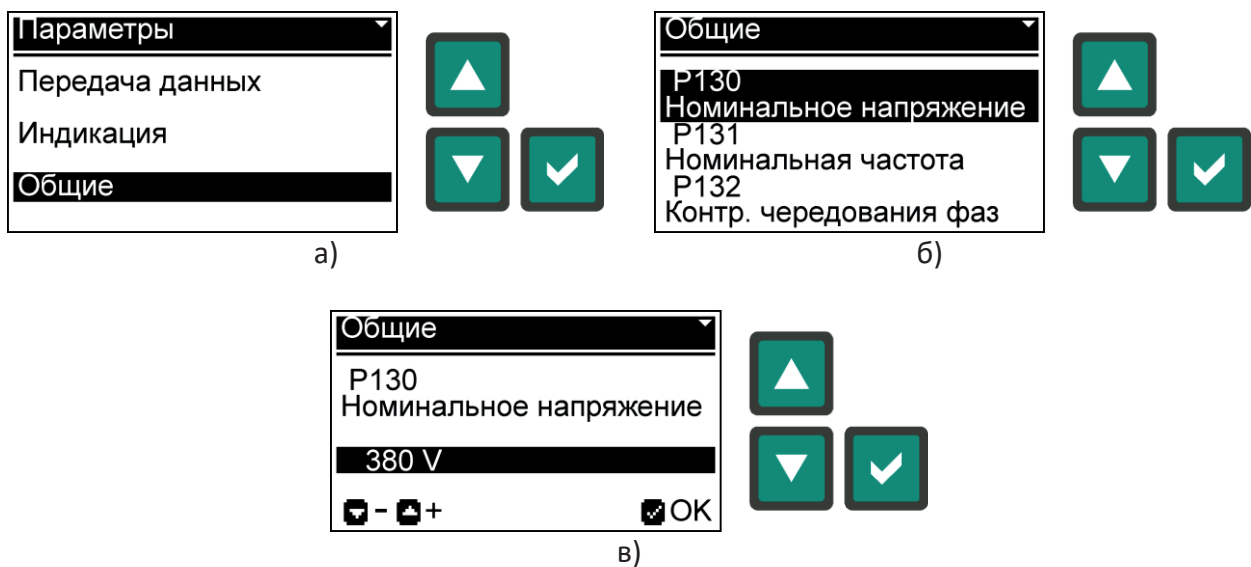 Параметры
Передача данных
Индикация
Общие
а)
Общие
P130
Номинальное напряжение
P131
Номинальная частота
P132
Контр. чередования фаз
б)
Общие
P130
Номинальное напряжение
380 V
- +
OK
в)